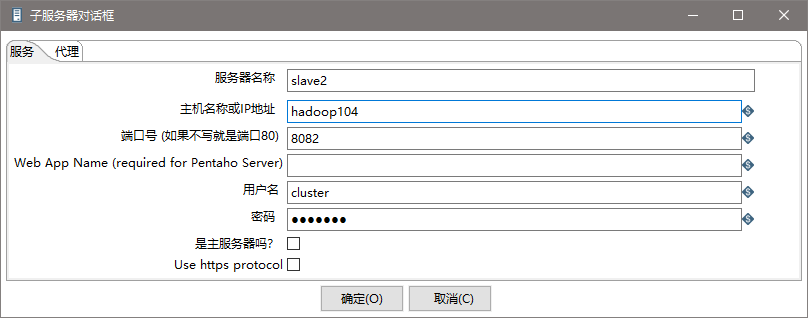 子服务器对话框
服务 代理
服务器名称 slave2
主机名称或IP地址 hadoop104
端口号 (如果不写就是端口80) 8082
Web App Name (required for Pentaho Server)
用户名 cluster
密码 ●●●●●●●
是主服务器吗?
Use https protocol
确定(O) 取消(C)